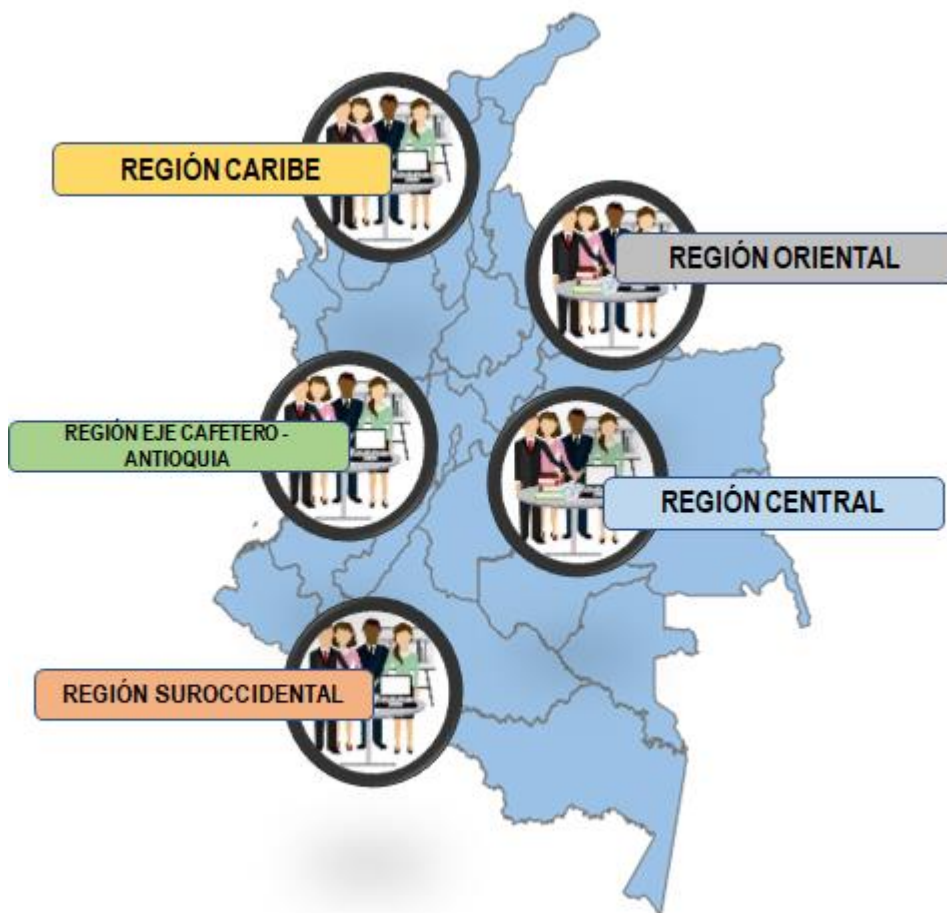 REGIÓN CARIBE
REGIÓN ORIENTAL
REGIÓN EJE CAFETERO -
ANTIOQUIA
REGIÓN CENTRAL
REGIÓN SUROCCIDENTAL